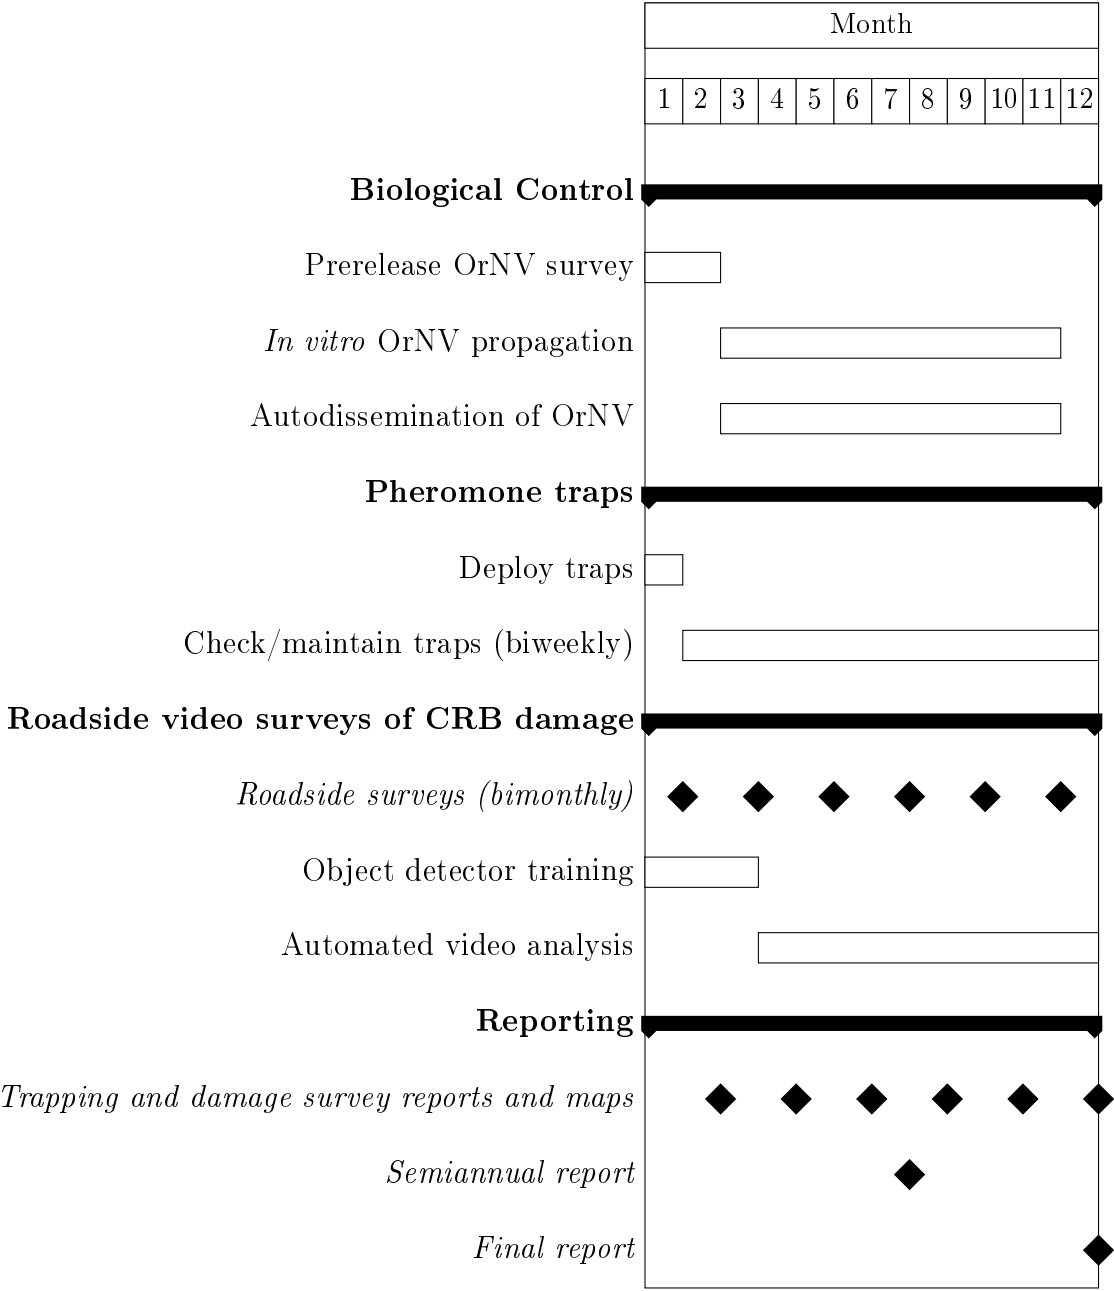 Month
1 2 3 4 5 6 7 8 9 10 11 12
Biological Control
Prerelease OrNV survey
In vitro OrNV propagation
Autodissemination of OrNV
Pheromone traps
Deploy traps
Check/maintain traps (biweekly)
Roadside video surveys of CRB damage
Roadside surveys (bimonthly)
Object detector training
Automated video analysis
Reporting
Trapping and damage survey reports and maps
Semiannual report
Final report